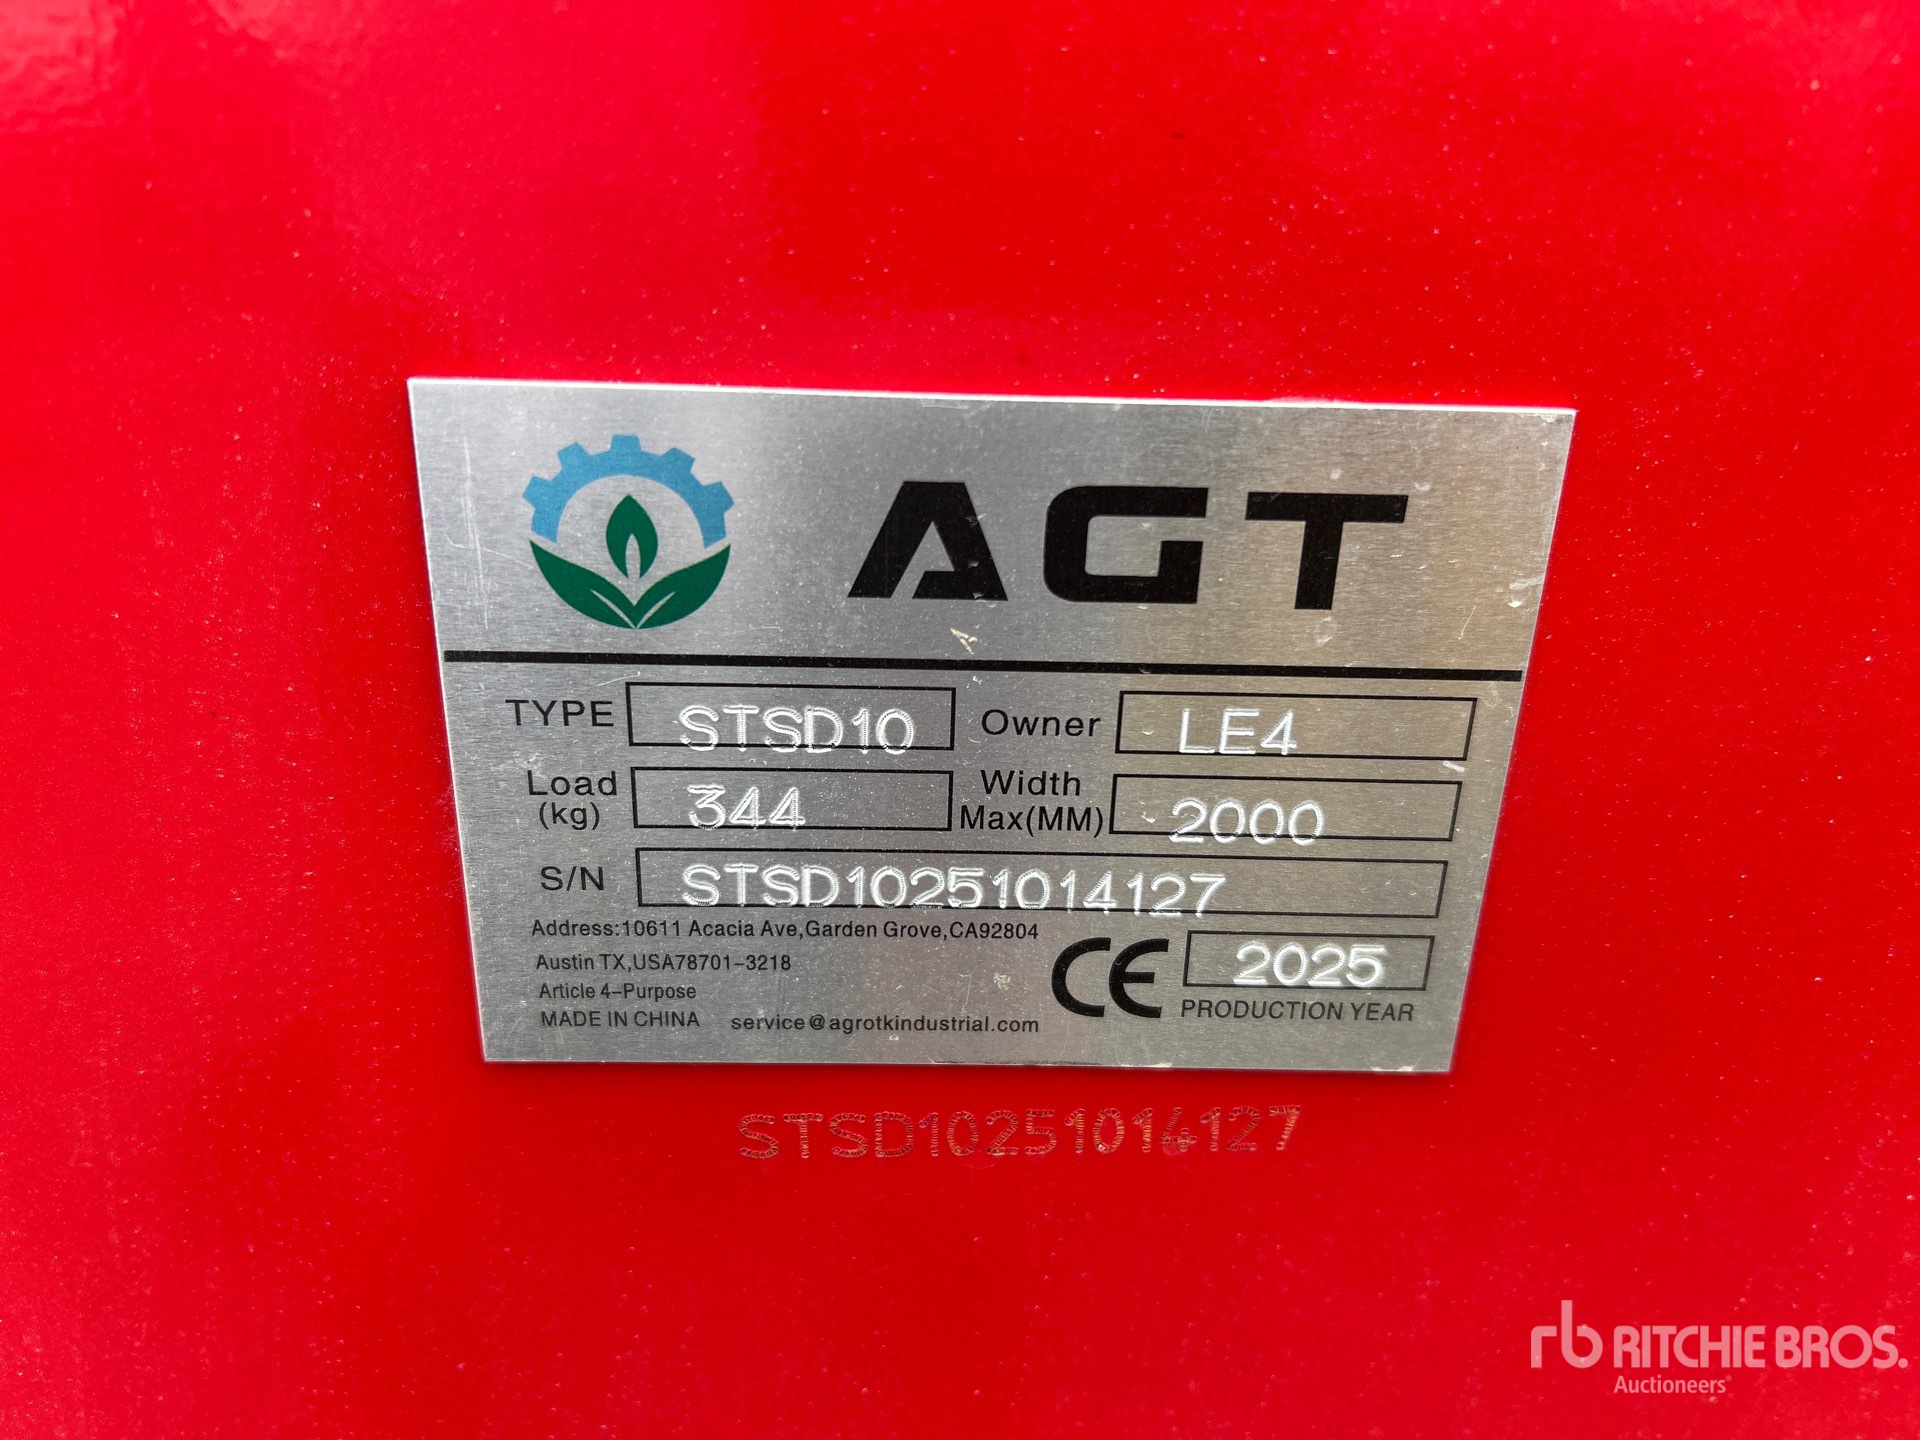 AGT
TYPE STSD10 Owner LE4
Load (kg) 344 Width Max(MM) 2000
S/N STSD10251014127
Address:10611 Acacia Ave,Garden Grove,CA92804
Austin TX,USA78701-3218
Article 4-Purpose
MADE IN CHINA service@agrotkindustrial.com
CE 2025
PRODUCTION YEAR
STSD10251014127
rb RITCHIE BROS.
Auctioneers